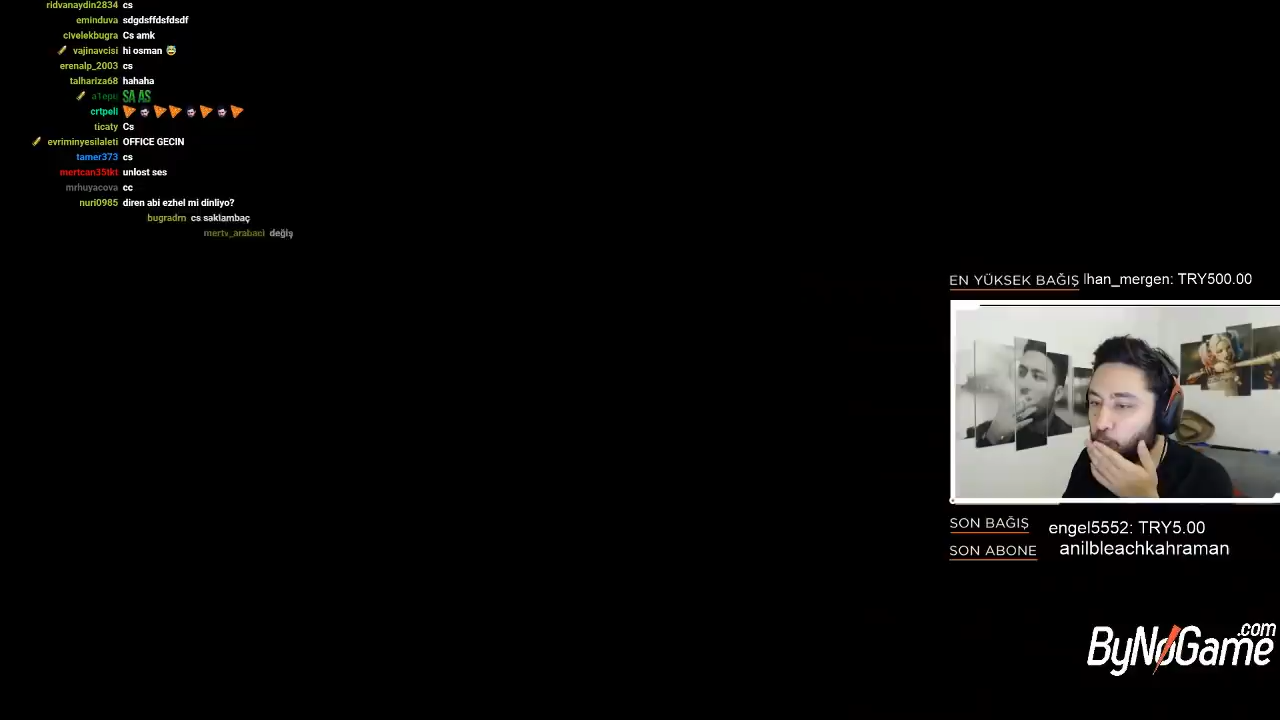 ridvanaydin2834 cs
eminduva sdgdsffdsfdsdf
civelekbugra Cs amk
vajinavcisi hi osman
erenalp_2003 cs
talhariza68 hahaha
a1epu SA AS
crtpeli
ticaty Cs
evriminyesilaleti OFFICE GECIN
tamer373 cs
mertcan35tkt unlost ses
mrhuyacova cc
nuri0985 diren abi ezhel mi dinliyo?
bugradrn cs saklambaç
mertv_arabaci değiş
EN YÜKSEK BAĞIŞ lhan_mergen: TRY500.00
SON BAĞIŞ engel5552: TRY5.00
SON ABONE anilbleachkahraman
ByNoGame.com